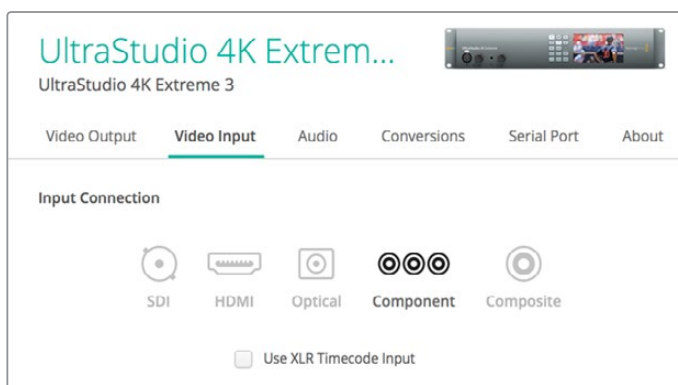 UltraStudio 4K Extrem...
UltraStudio 4K Extreme 3
Video Output Video Input Audio Conversions Serial Port About
Input Connection
SDI HDMI Optical Component Composite
Use XLR Timecode Input